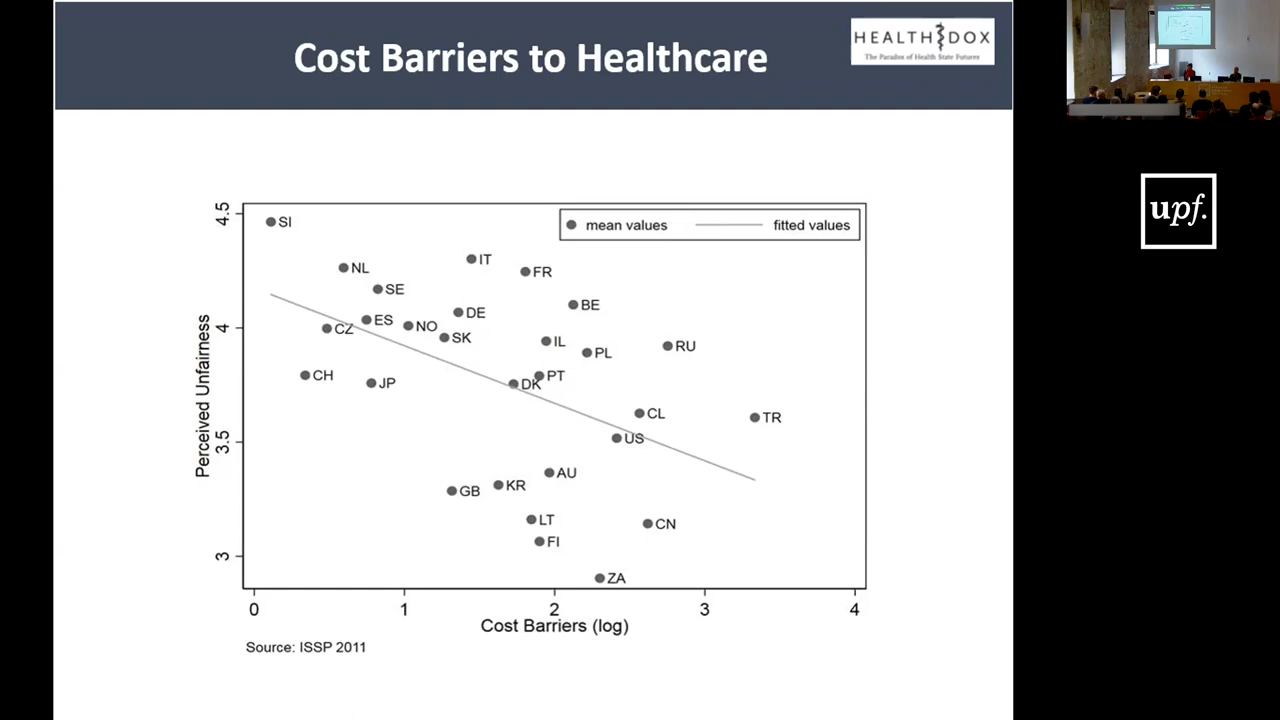 Cost Barriers to Healthcare
HEALTHDOX
The Paradox of Health State Futures
upf.
mean values
fitted values
Perceived Unfairness
4.5
4
3.5
3
SI
NL
IT
FR
SE
BE
DE
ES
NO
CZ
SK
IL
PL
RU
CH
JP
PT
DK
CL
TR
US
AU
KR
GB
LT
CN
FI
ZA
0
1
2
3
4
Cost Barriers (log)
Source: ISSP 2011